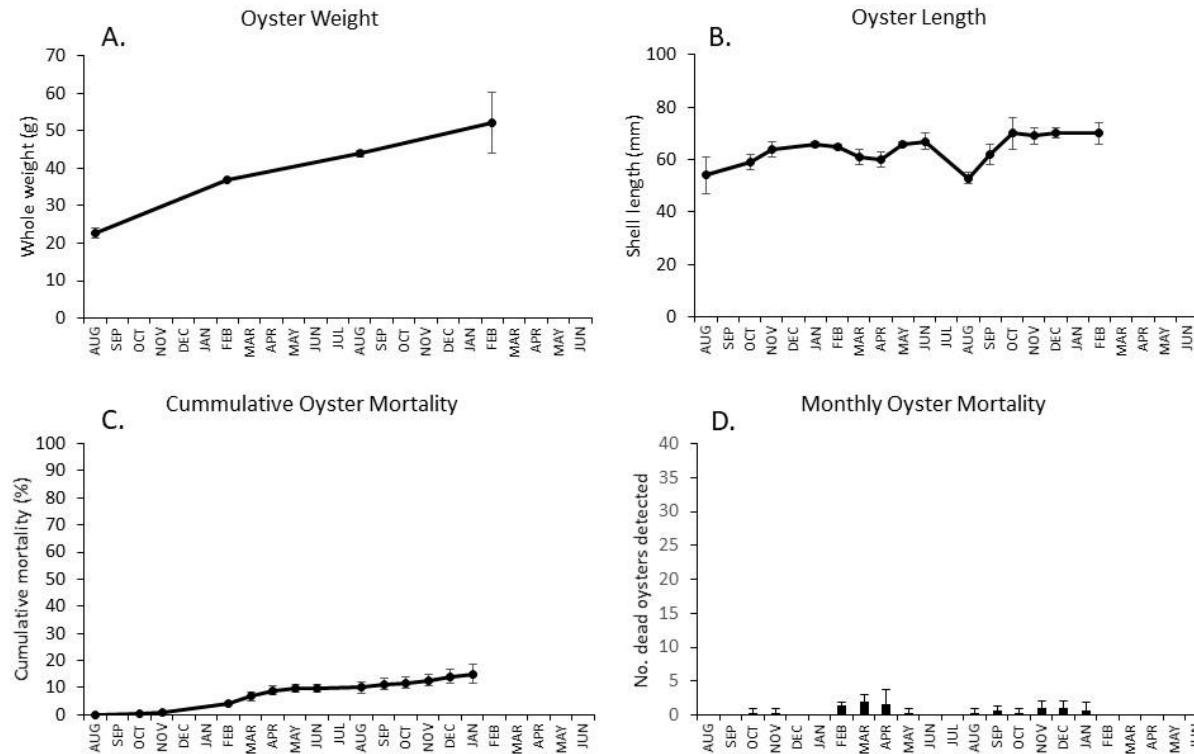 Oyster Weight
A.
Whole weight (g)
70
60
50
40
30
20
10
0
AUG SEP OCT NOV DEC JAN FEB MAR APR MAY JUN JUL AUG SEP OCT NOV DEC JAN FEB MAR APR MAY JUN
Oyster Length
B.
Shell length (mm)
100
80
60
40
20
0
AUG SEP OCT NOV DEC JAN FEB MAR APR MAY JUN JUL AUG SEP OCT NOV DEC JAN FEB MAR APR MAY JUN
Cummulative Oyster Mortality
C.
Cumulative mortality (%)
100
90
80
70
60
50
40
30
20
10
0
AUG SEP OCT NOV DEC JAN FEB MAR APR MAY JUN JUL AUG SEP OCT NOV DEC JAN FEB MAR APR MAY JUN
Monthly Oyster Mortality
D.
No. dead oysters detected
40
35
30
25
20
15
10
5
0
AUG SEP OCT NOV DEC JAN FEB MAR APR MAY JUN JUL AUG SEP OCT NOV DEC JAN FEB MAR APR MAY JUN